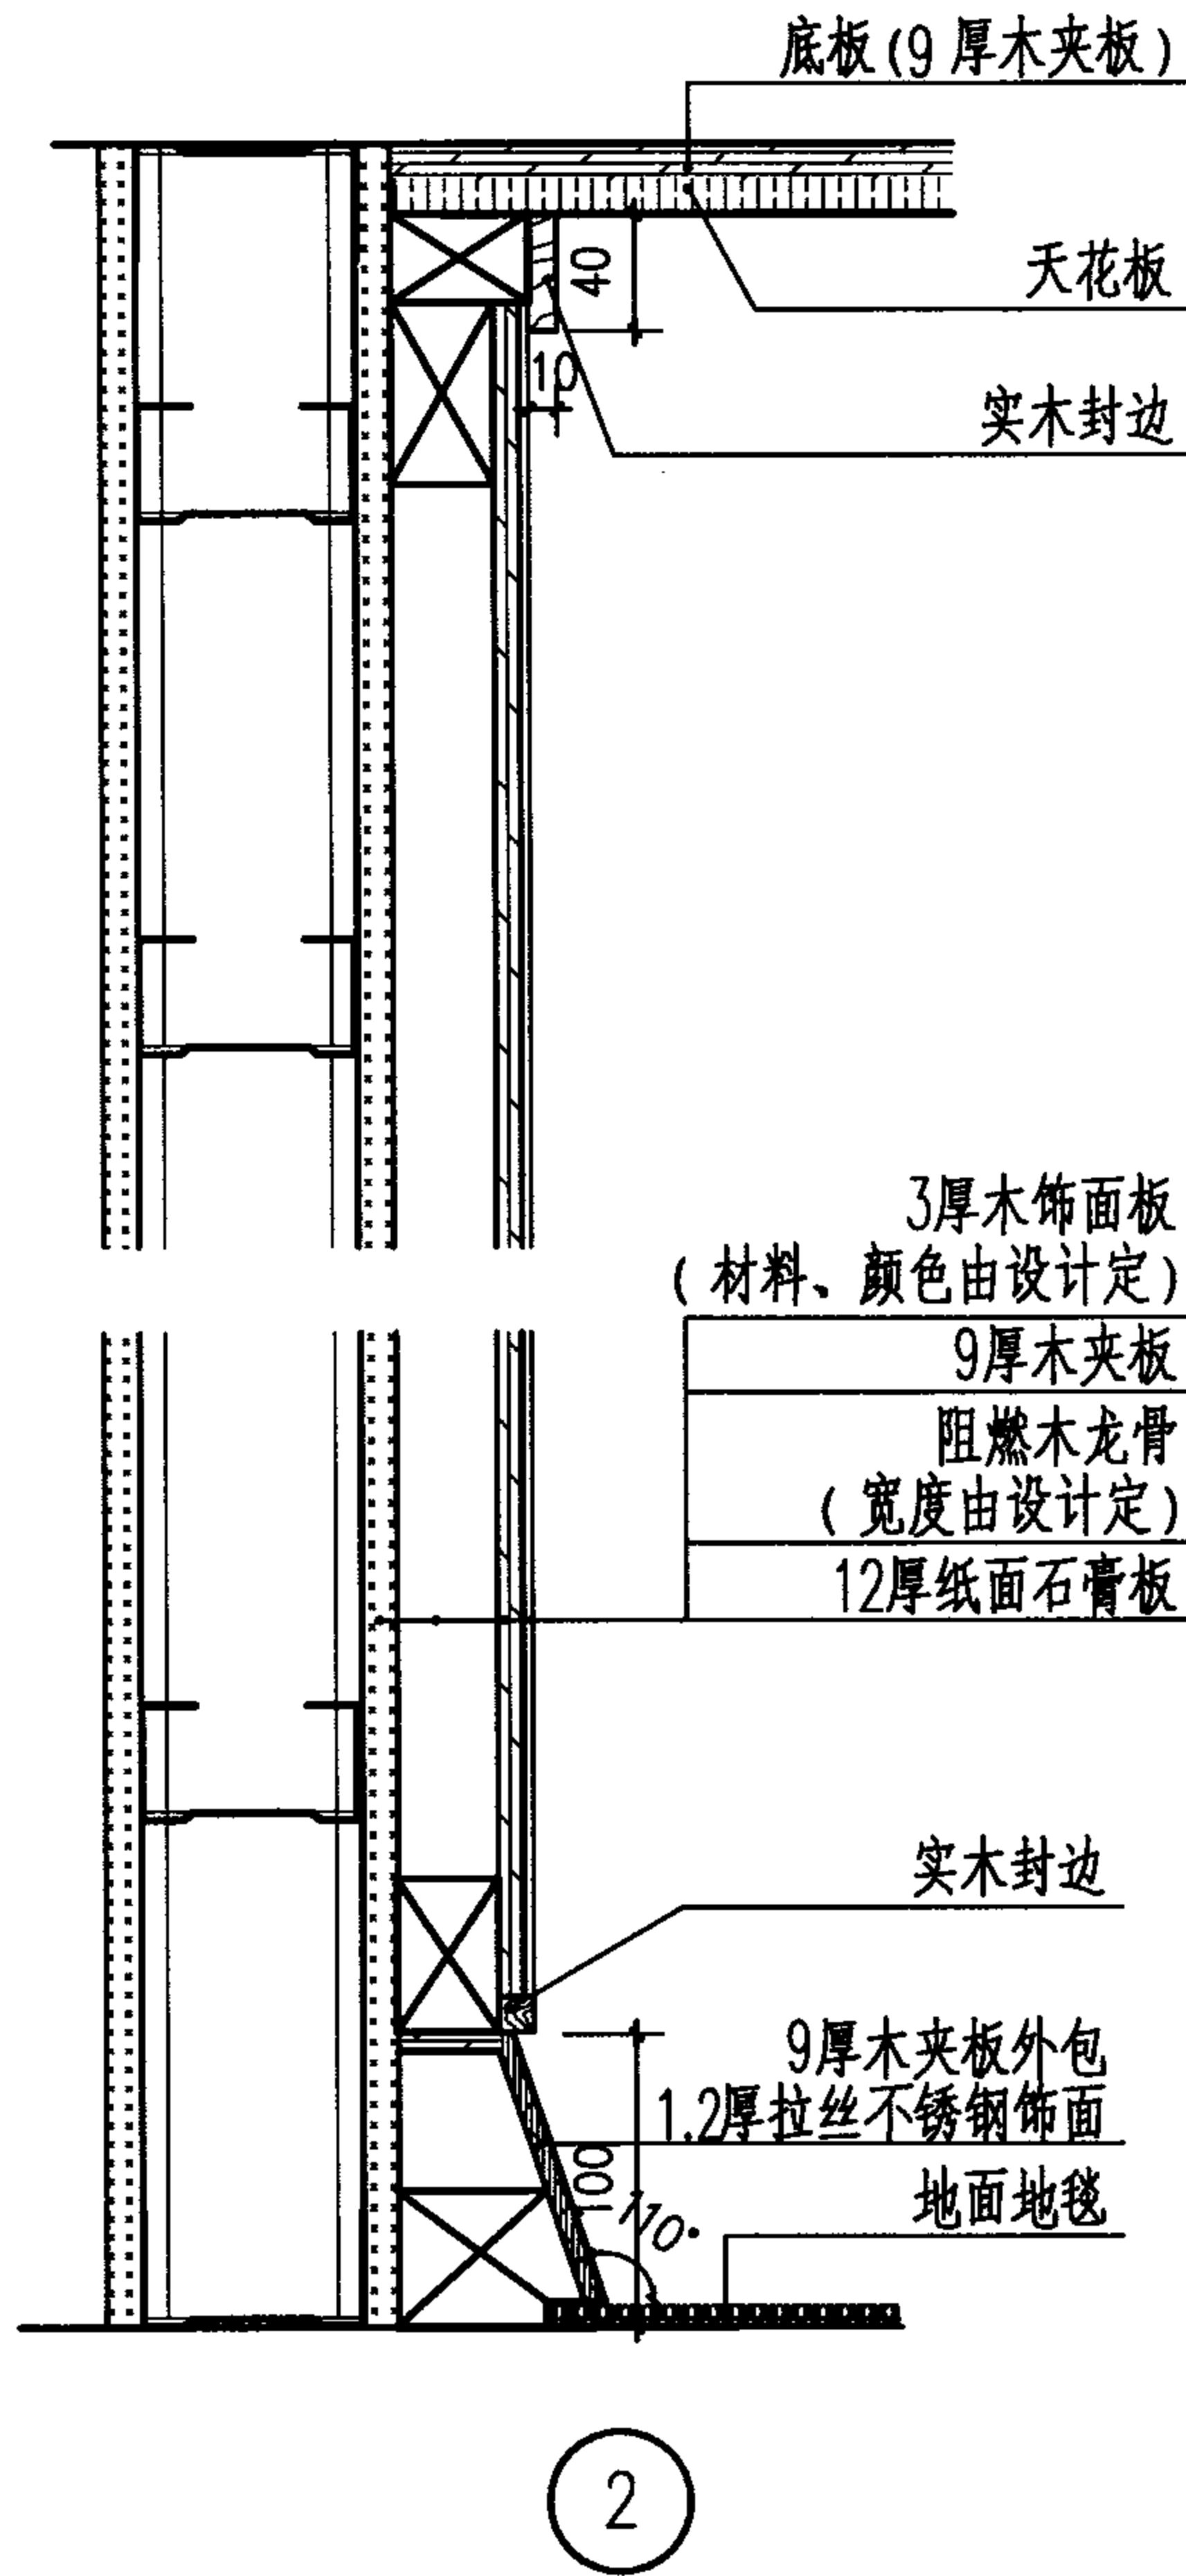 底板(9厚木夹板)
天花板
40
10
实木封边
3厚木饰面板
(材料、颜色由设计定)
9厚木夹板
阻燃木龙骨
(宽度由设计定)
12厚纸面石膏板
实木封边
9厚木夹板外包
1.2厚拉丝不锈钢饰面
100
110°
地面地毯
2